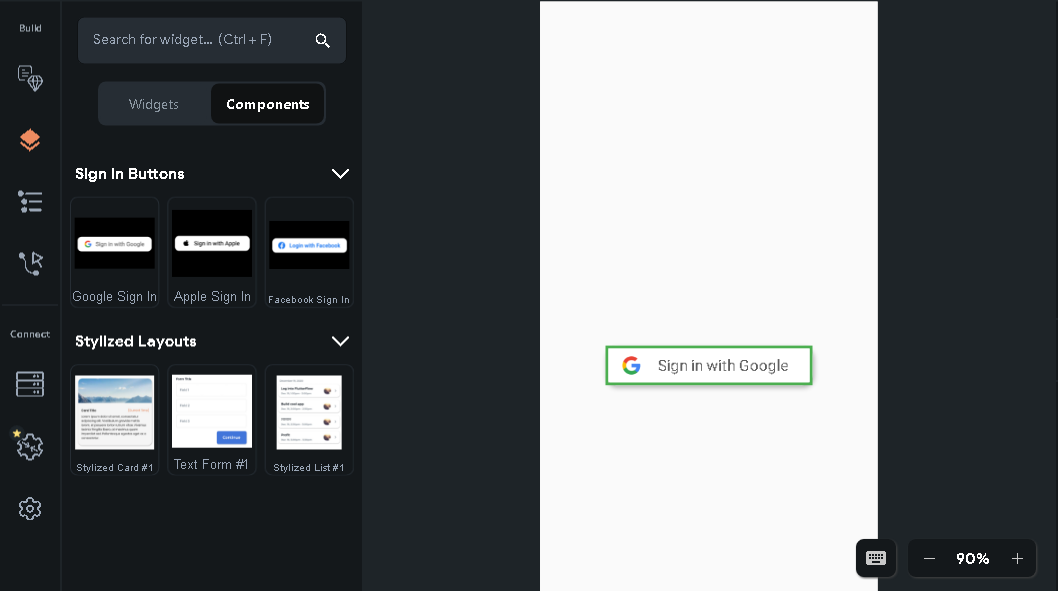 Build
Search for widget... (Ctrl + F)
Widgets
Components
Sign In Buttons
Sign in with Google
Sign in with Apple
Login with Facebook
Google Sign In
Apple Sign In
Facebook Sign In
Connect
Stylized Layouts
Card Title
Continue
Stylized Card #1
Text Form #1
Stylized List #1
Sign in with Google
90%